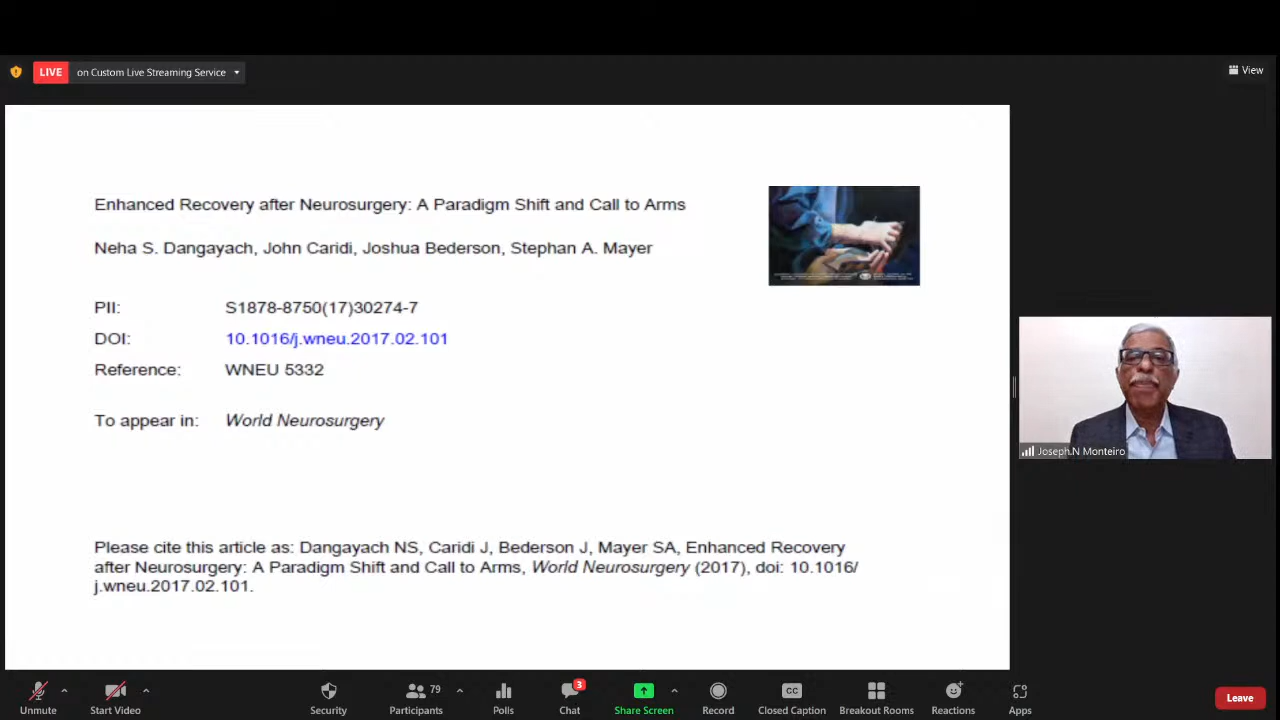 LIVE on Custom Live Streaming Service
View
Enhanced Recovery after Neurosurgery: A Paradigm Shift and Call to Arms
Neha S. Dangayach, John Caridi, Joshua Bederson, Stephan A. Mayer
PII: S1878-8750(17)30274-7
DOI: 10.1016/j.wneu.2017.02.101
Reference: WNEU 5332
To appear in: World Neurosurgery
Please cite this article as: Dangayach NS, Caridi J, Bederson J, Mayer SA, Enhanced Recovery
after Neurosurgery: A Paradigm Shift and Call to Arms, World Neurosurgery (2017), doi: 10.1016/
j.wneu.2017.02.101.
Joseph.N Monteiro
79
3
CC
Unmute
Start Video
Security
Participants
Polls
Chat
Share Screen
Record
Closed Caption
Breakout Rooms
Reactions
Apps
Leave